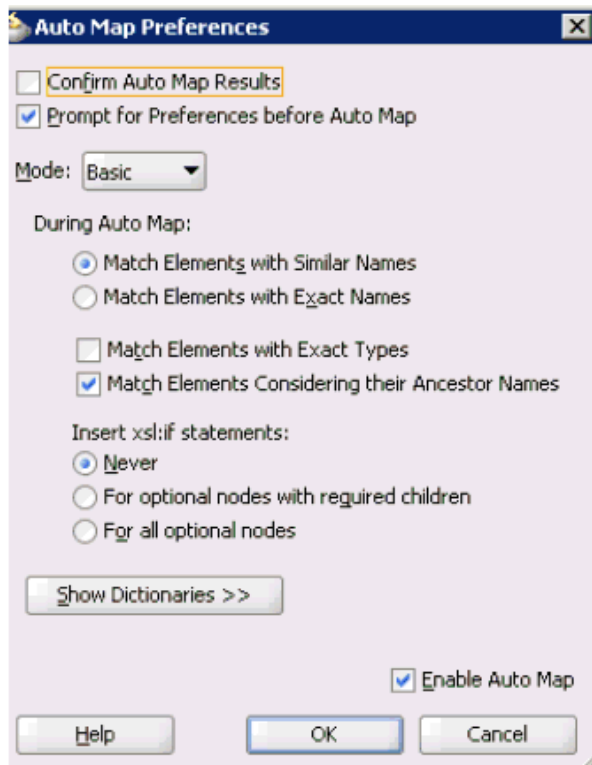 Auto Map Preferences
Confirm Auto Map Results
Prompt for Preferences before Auto Map
Mode: Basic
During Auto Map:
Match Elements with Similar Names
Match Elements with Exact Names
Match Elements with Exact Types
Match Elements Considering their Ancestor Names
Insert xsl:if statements:
Never
For optional nodes with required children
For all optional nodes
Show Dictionaries >>
Enable Auto Map
Help OK Cancel